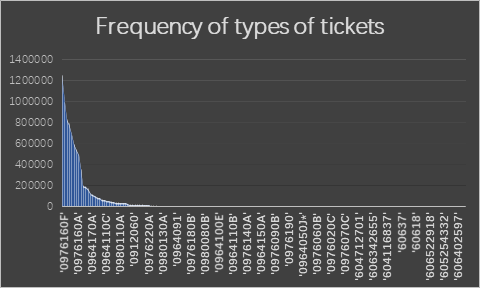 Frequency of types of tickets
1400000
1200000
1000000
800000
600000
400000
200000
0
'0976160F'
'0976160A'
'0964170A'
'0964110C'
'0980110A'
'0912060'
'0976220A'
'0980130A'
'0964091'
'0976180B'
'0980080B'
'0964100E'
'0964110B'
'0976140A'
'0964150A'
'0976090B'
'0976190'
'0964050J+'
'0976060B'
'0976020C'
'0976070C'
'604712701'
'606342655'
'604116837'
'60637'
'60618'
'606522918'
'605254332'
'606402597'